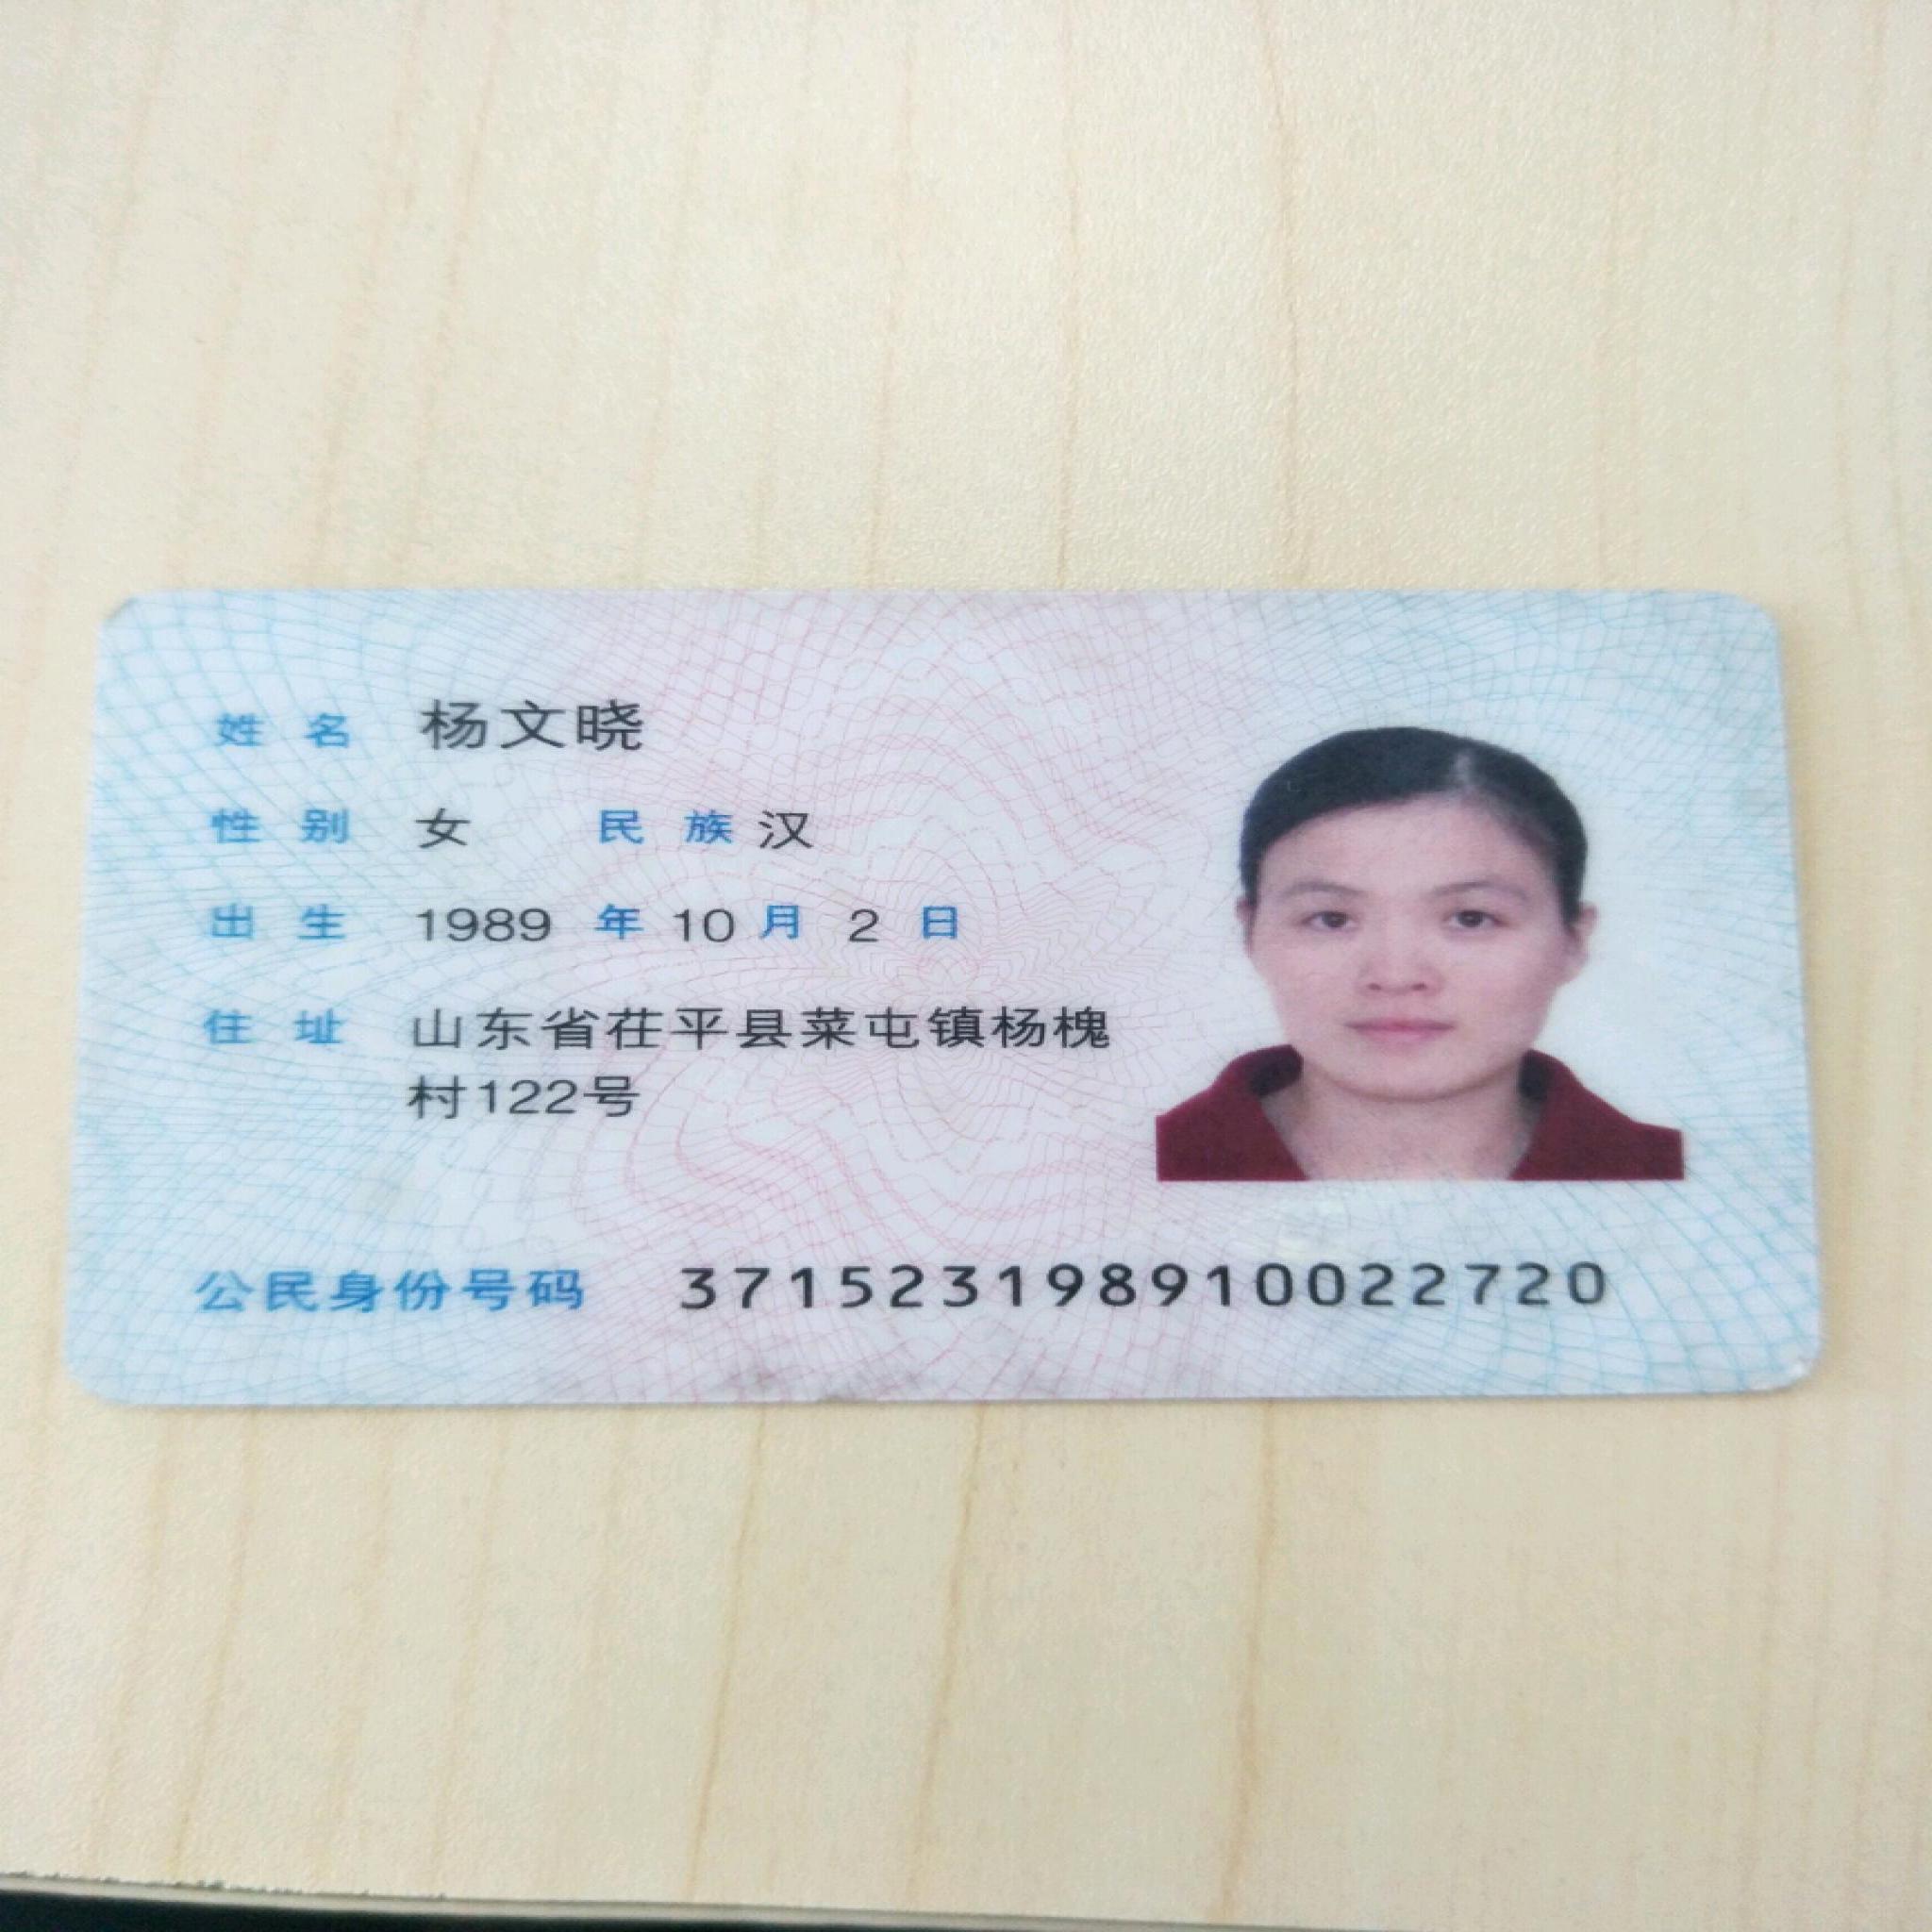 姓名 杨文晓
性别 女 民族 汉
出生 1989 年 10 月 2 日
住址 山东省茌平县菜屯镇杨槐
村122号
公民身份号码 371523198910022720